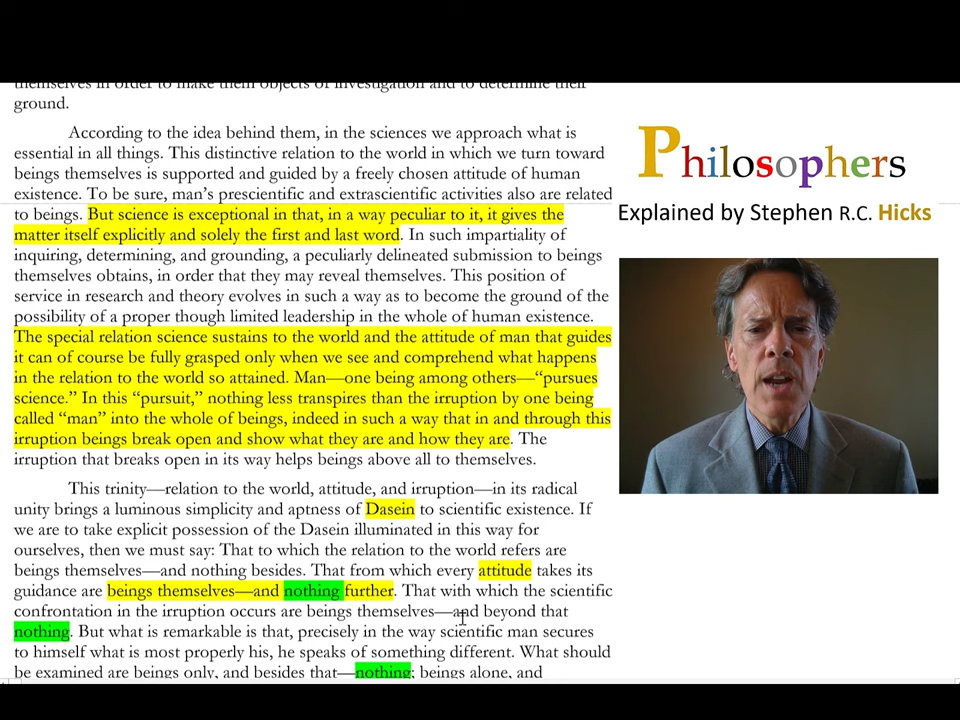 themselves in order to make them objects of investigation and to determine their
ground.
According to the idea behind them, in the sciences we approach what is
essential in all things. This distinctive relation to the world in which we turn toward
beings themselves is supported and guided by a freely chosen attitude of human
existence. To be sure, man’s prescientific and extrascientific activities also are related
to beings. But science is exceptional in that, in a way peculiar to it, it gives the
matter itself explicitly and solely the first and last word. In such impartiality of
inquiring, determining, and grounding, a peculiarly delineated submission to beings
themselves obtains, in order that they may reveal themselves. This position of
service in research and theory evolves in such a way as to become the ground of the
possibility of a proper though limited leadership in the whole of human existence.
The special relation science sustains to the world and the attitude of man that guides
it can of course be fully grasped only when we see and comprehend what happens
in the relation to the world so attained. Man—one being among others—“pursues
science.” In this “pursuit,” nothing less transpires than the irruption by one being
called “man” into the whole of beings, indeed in such a way that in and through this
irruption beings break open and show what they are and how they are. The
irruption that breaks open in its way helps beings above all to themselves.
This trinity—relation to the world, attitude, and irruption—in its radical
unity brings a luminous simplicity and aptness of Dasein to scientific existence. If
we are to take explicit possession of the Dasein illuminated in this way for
ourselves, then we must say: That to which the relation to the world refers are
beings themselves—and nothing besides. That from which every attitude takes its
guidance are beings themselves—and nothing further. That with which the scientific
confrontation in the irruption occurs are beings themselves—and beyond that
nothing. But what is remarkable is that, precisely in the way scientific man secures
to himself what is most properly his, he speaks of something different. What should
be examined are beings only, and besides that—nothing; beings alone, and
Philosophers
Explained by Stephen R.C. Hicks